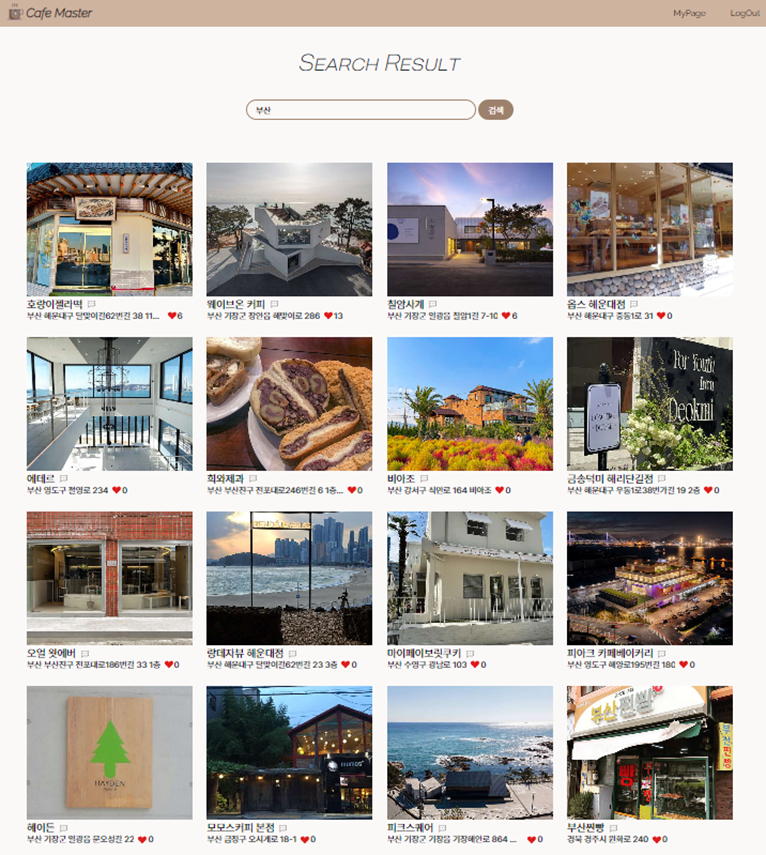 Cafe Master
MyPage
LogOut
SEARCH RESULT
부산
검색
호랑이젤라떡
부산 해운대구 달맞이길62번길 38 11...
6
웨이브온 커피
부산 기장군 장안읍 해맞이로 286
13
칠암사계
부산 기장군 일광읍 칠암1길 7-10
6
옵스 해운대점
부산 해운대구 중동1로 31
0
For Your
Deokmi
에테르
부산 영도구 절영로 234
0
희와제과
부산 부산진구 전포대로246번길 6 1층...
0
비아조
부산 강서구 식만로 164 비아조
0
금송덕미 해리단길점
부산 해운대구 우동1로38번가길 19 2층
0
오얼 왓에버
부산 부산진구 전포대로186번길 33 1층
0
랑데자뷰 해운대점
부산 해운대구 달맞이길62번길 23 3층
0
마이페이보릿쿠키
부산 수영구 광남로 103
0
피아크 카페베이커리
부산 영도구 해양로195번길 180
0
HAYDEN
momos
부산찐빵
헤이든
부산 기장군 일광읍 문오성길 22
0
모모스커피 본점
부산 금정구 오시게로 18-1
0
피크스퀘어
부산 기장군 기장읍 기장해안로 864 ...
0
부산찐빵
경북 경주시 원화로 240
0